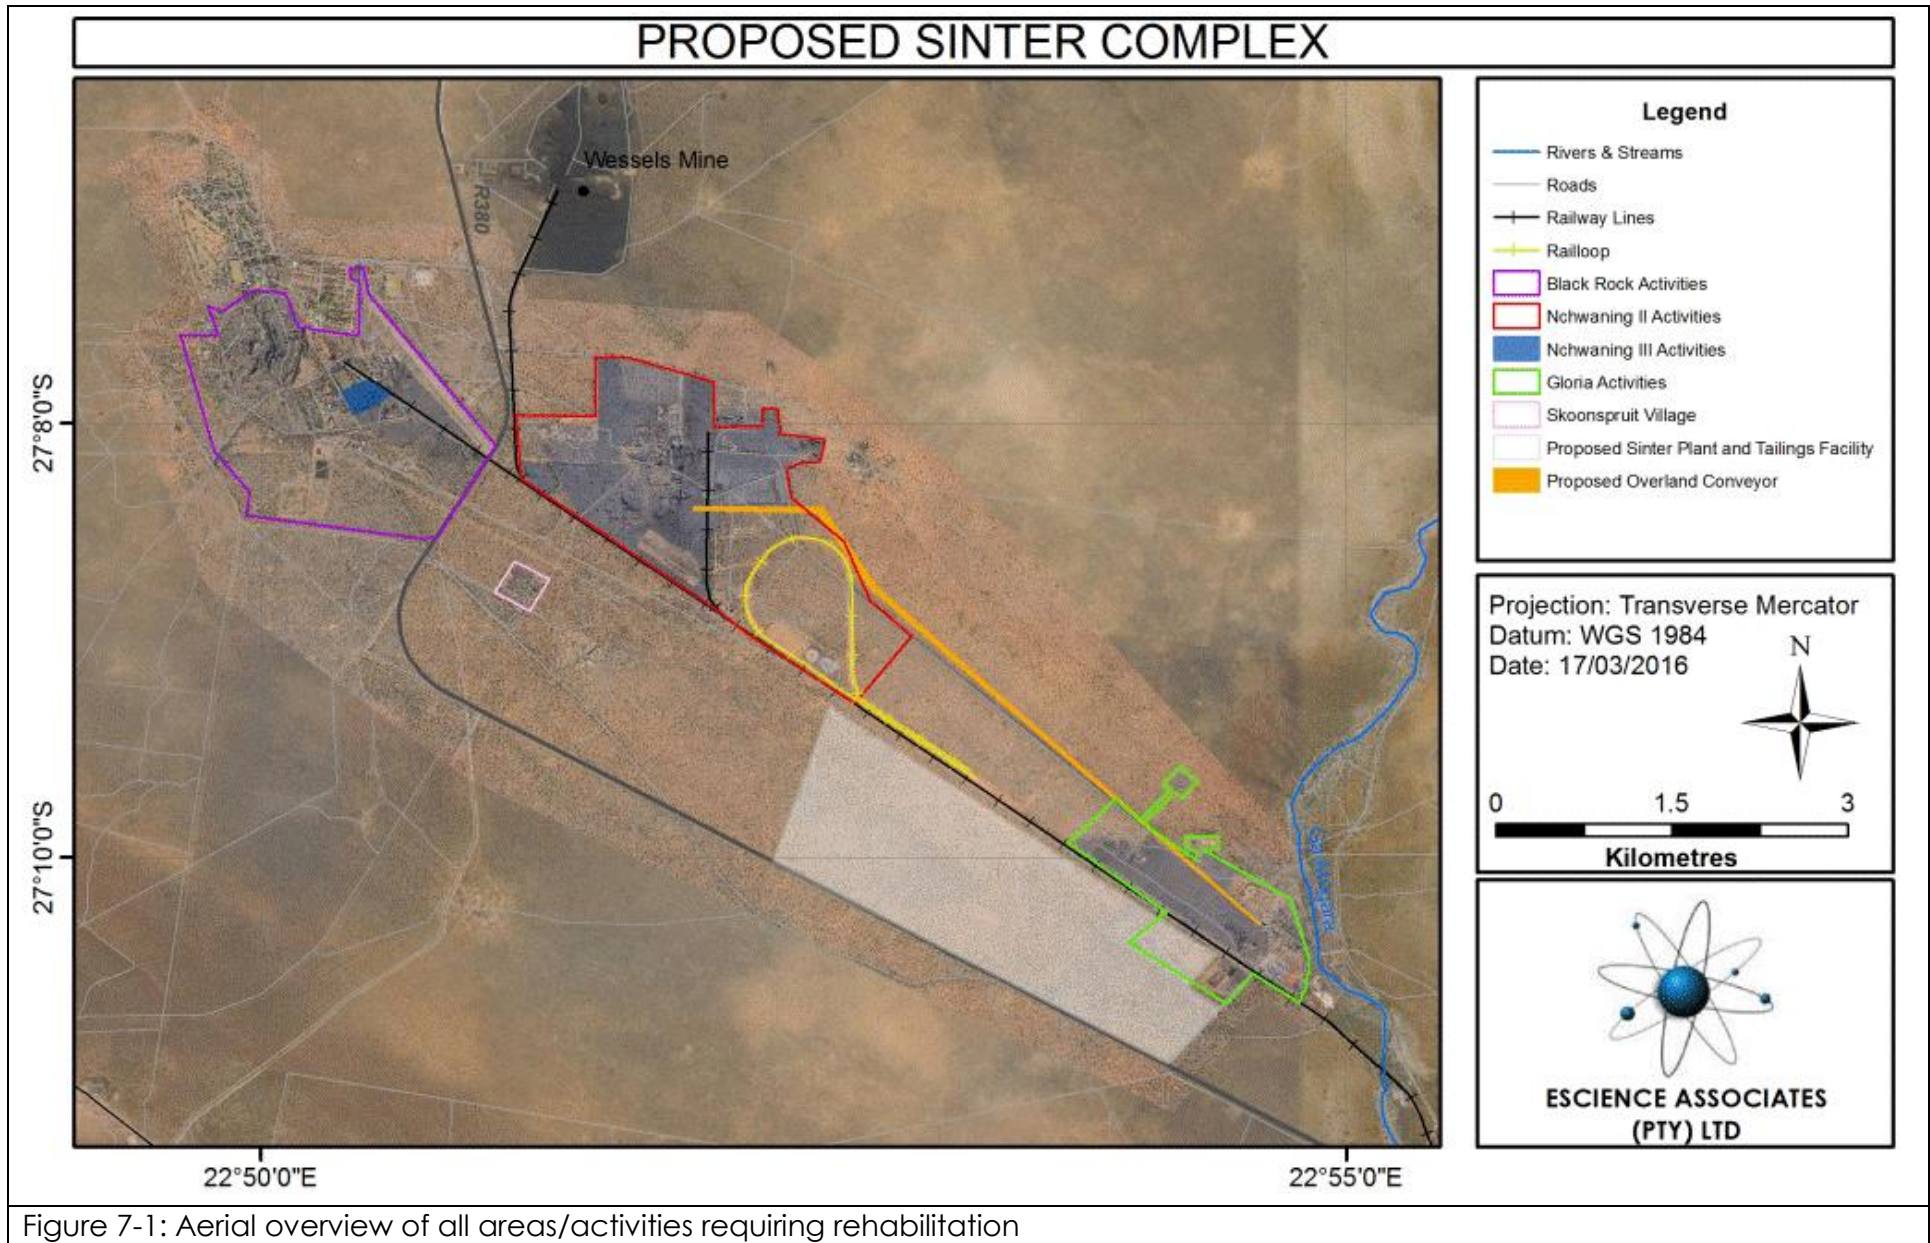 PROPOSED SINTER COMPLEX
Wessels Mine
R380
27°8'0"S
27°10'0"S
22°50'0"E
22°55'0"E
Legend
Rivers & Streams
Roads
Railway Lines
Railloop
Black Rock Activities
Nchwaning II Activities
Nchwaning III Activities
Gloria Activities
Skoonspruit Village
Proposed Sinter Plant and Tailings Facility
Proposed Overland Conveyor
Projection: Transverse Mercator
Datum: WGS 1984
Date: 17/03/2016
N
0 1.5 3
Kilometres
ESCIENCE ASSOCIATES
(PTY) LTD
Figure 7-1: Aerial overview of all areas/activities requiring rehabilitation